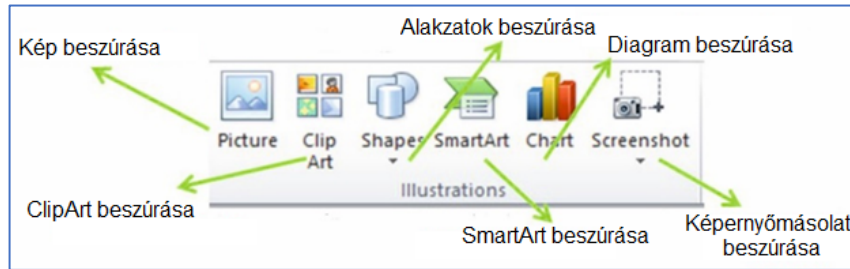 Alakzatok beszúrása
Kép beszúrása
Diagram beszúrása
Picture
Clip
Art
Shapes
SmartArt
Chart
Screenshot
Illustrations
ClipArt beszúrása
SmartArt beszúrása
Képernyőmásolat
beszúrása